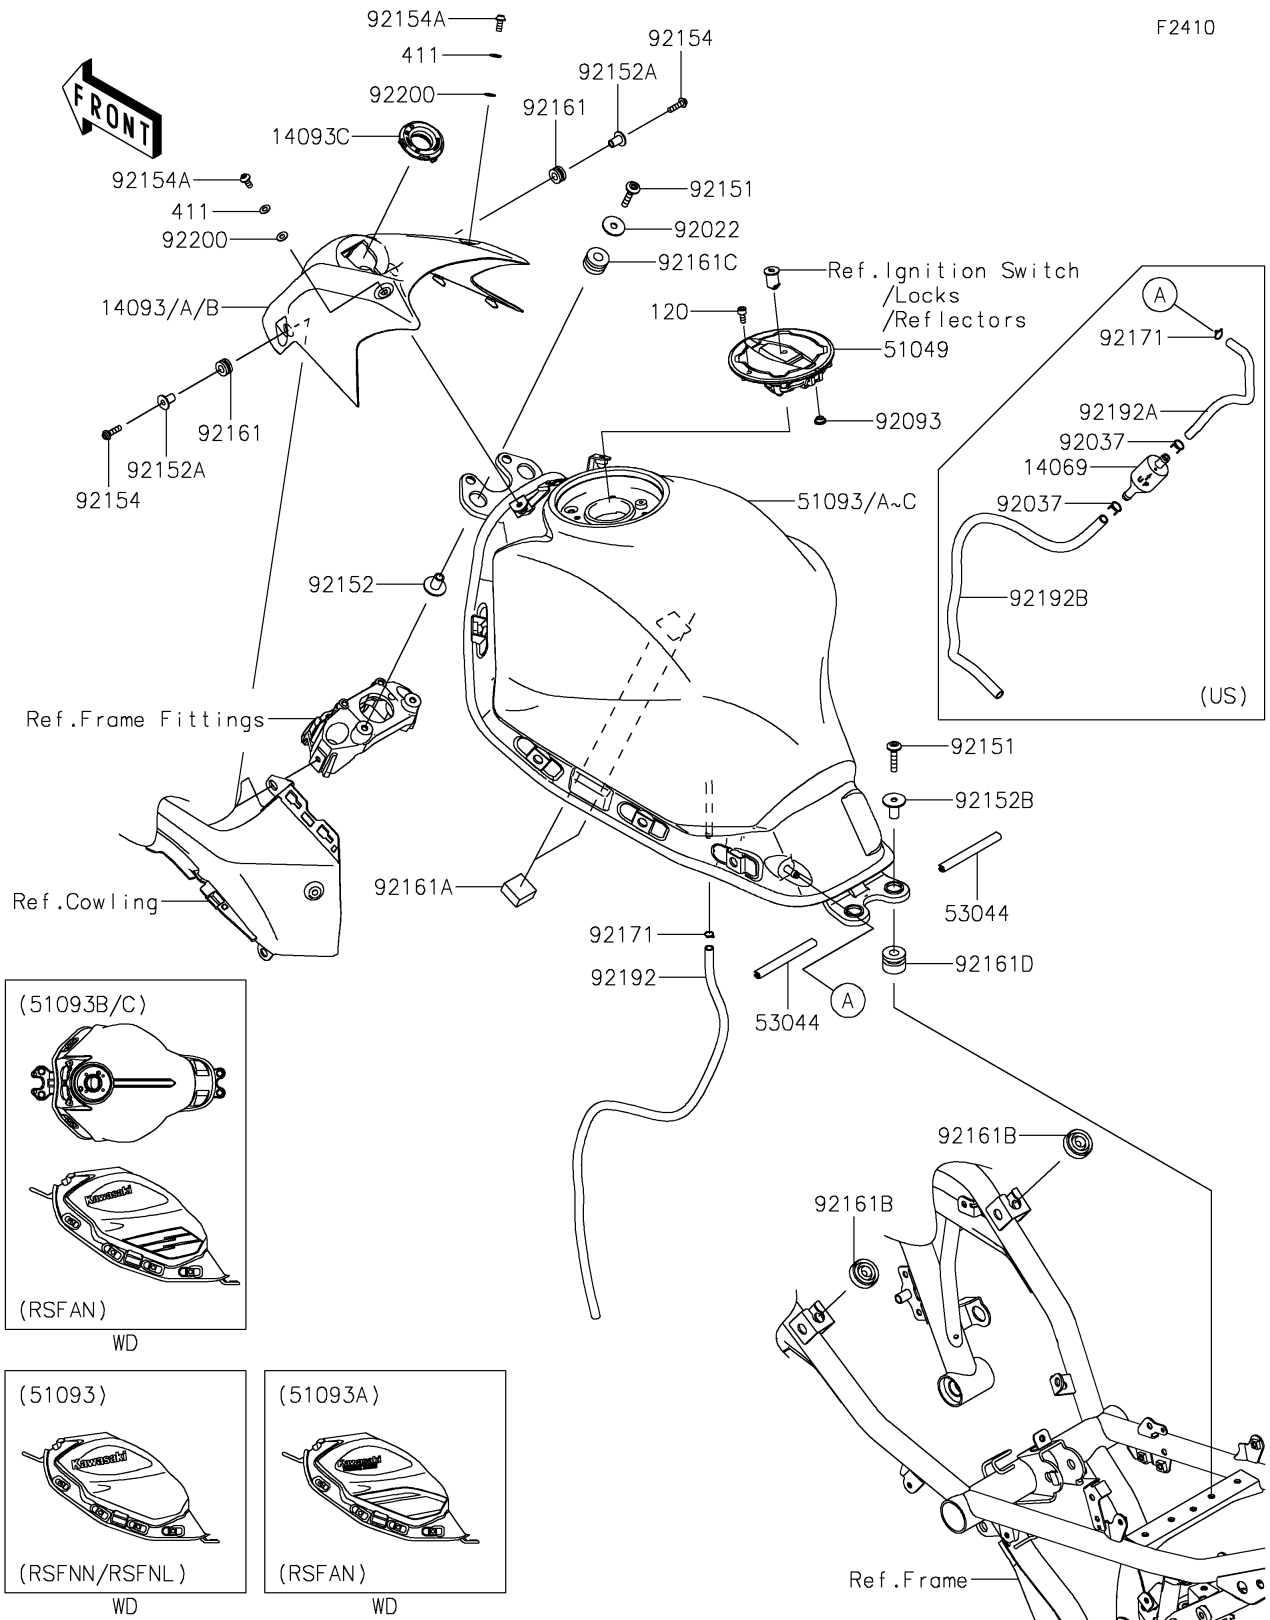 F2410
FRONT
92154A
411
92200
14093C
92154
92152A
92161
92154A
411
92200
14093/A/B
92151
92022
92161C
Ref.Ignition Switch
/Locks
/Reflectors
120
51049
92093
A
92171
92192A
92037
14069
92037
92192B
(US)
92161
92152A
92154
51093/A~C
92152
Ref.Frame Fittings
92151
92152B
53044
92161A
Ref.Cowling
92171
92192
53044
A
92161D
(51093B/C)
Kawasaki
(RSFAN)
WD
92161B
92161B
(51093)
Kawasaki
(RSFNN/RSFNL)
WD
(51093A)
Kawasaki
(RSFAN)
WD
Ref.Frame